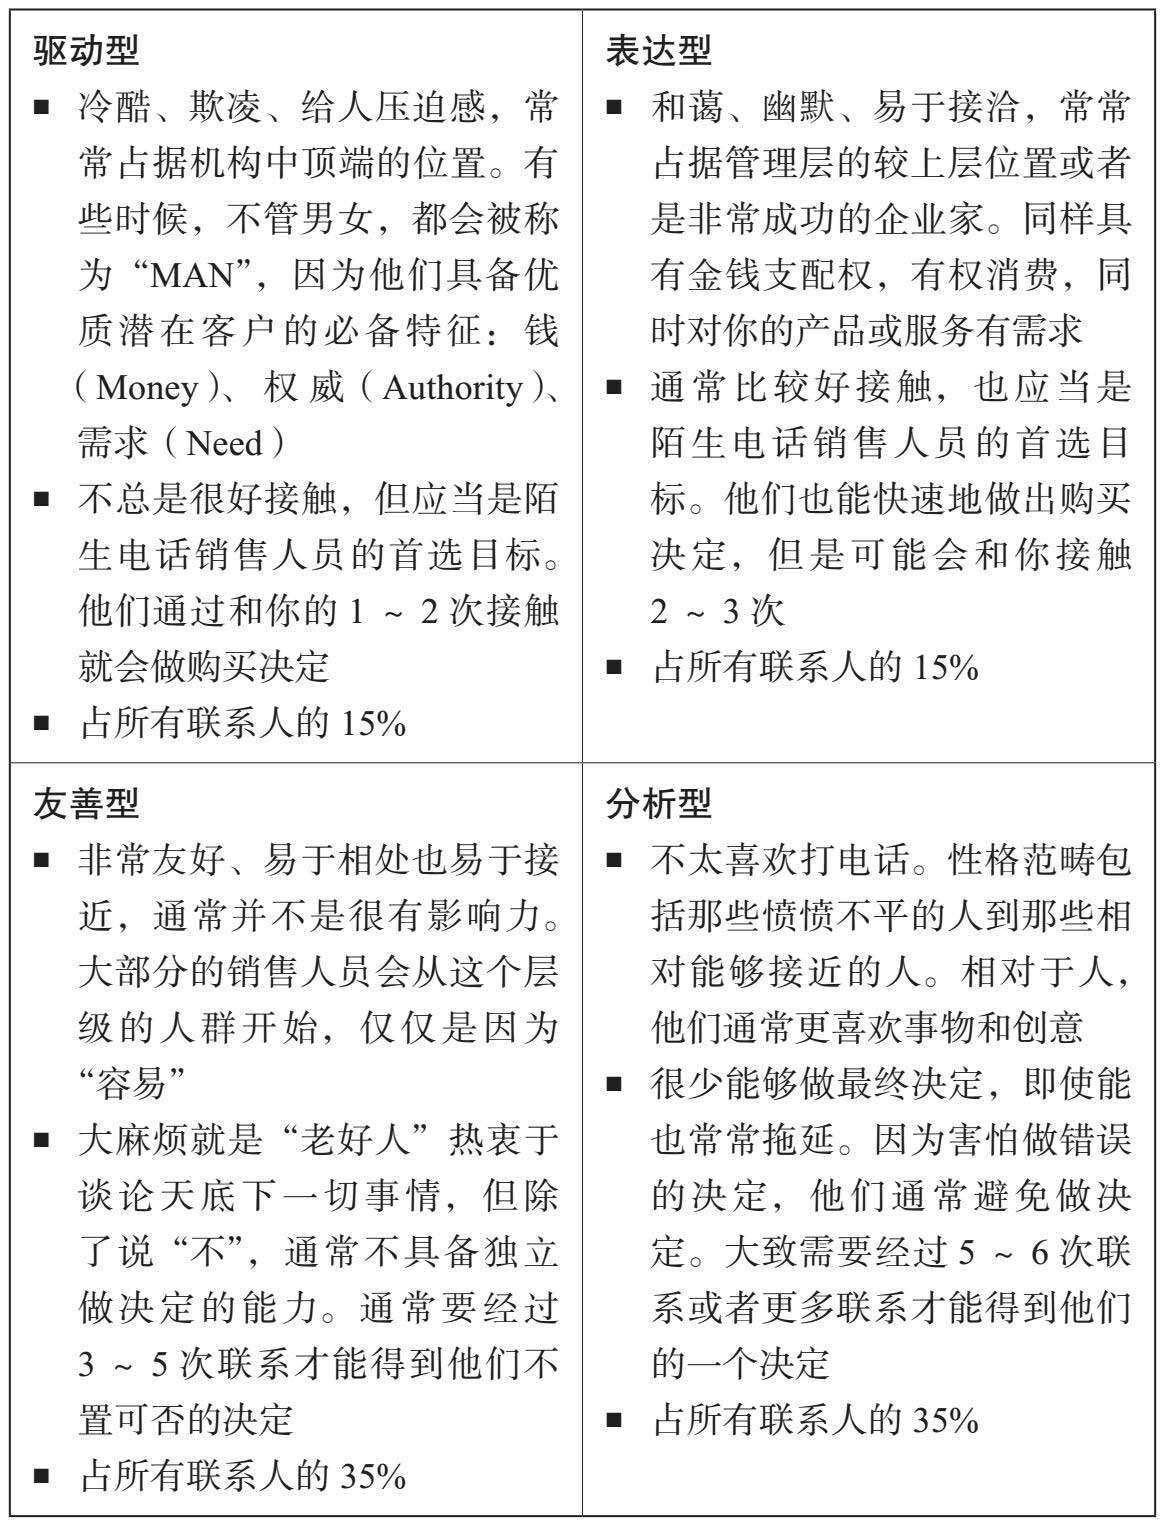 驱动型
■ 冷酷、欺凌、给人压迫感，常
常占据机构中顶端的位置。有
些时候，不管男女，都会被称
为“MAN”，因为他们具备优
质潜在客户的必备特征：钱
（Money）、权威（Authority）、
需求（Need）
■ 不总是很好接触，但应当是陌
生电话销售人员的首选目标。
他们通过和你的 1 ~ 2 次接触
就会做购买决定
■ 占所有联系人的 15%
表达型
■ 和蔼、幽默、易于接洽，常常
占据管理层的较上层位置或者
是非常成功的企业家。同样具
有金钱支配权，有权消费，同
时对你的产品或服务有需求
■ 通常比较好接触，也应当是
陌生电话销售人员的首选目
标。他们也能快速地做出购买
决定，但是可能会和你接触
2 ~ 3 次
■ 占所有联系人的 15%
友善型
■ 非常友好、易于相处也易于接
近，通常并不是很有影响力。
大部分的销售人员会从这个层
级的人群开始，仅仅是因为
“容易”
■ 大麻烦就是“老好人”热衷于
谈论天底下一切事情，但除
了说“不”，通常不具备独立
做决定的能力。通常要经过
3 ~ 5 次联系才能得到他们不
置可否的决定
■ 占所有联系人的 35%
分析型
■ 不太喜欢打电话。性格范畴包
括那些愤愤不平的人到那些相
对能够接近的人。相对于人，
他们通常更喜欢事物和创意
■ 很少能够做最终决定，即使能
也常常拖延。因为害怕做错误
的决定，他们通常避免做决
定。大致需要经过 5 ~ 6 次联
系或者更多联系才能得到他们
的一个决定
■ 占所有联系人的 35%